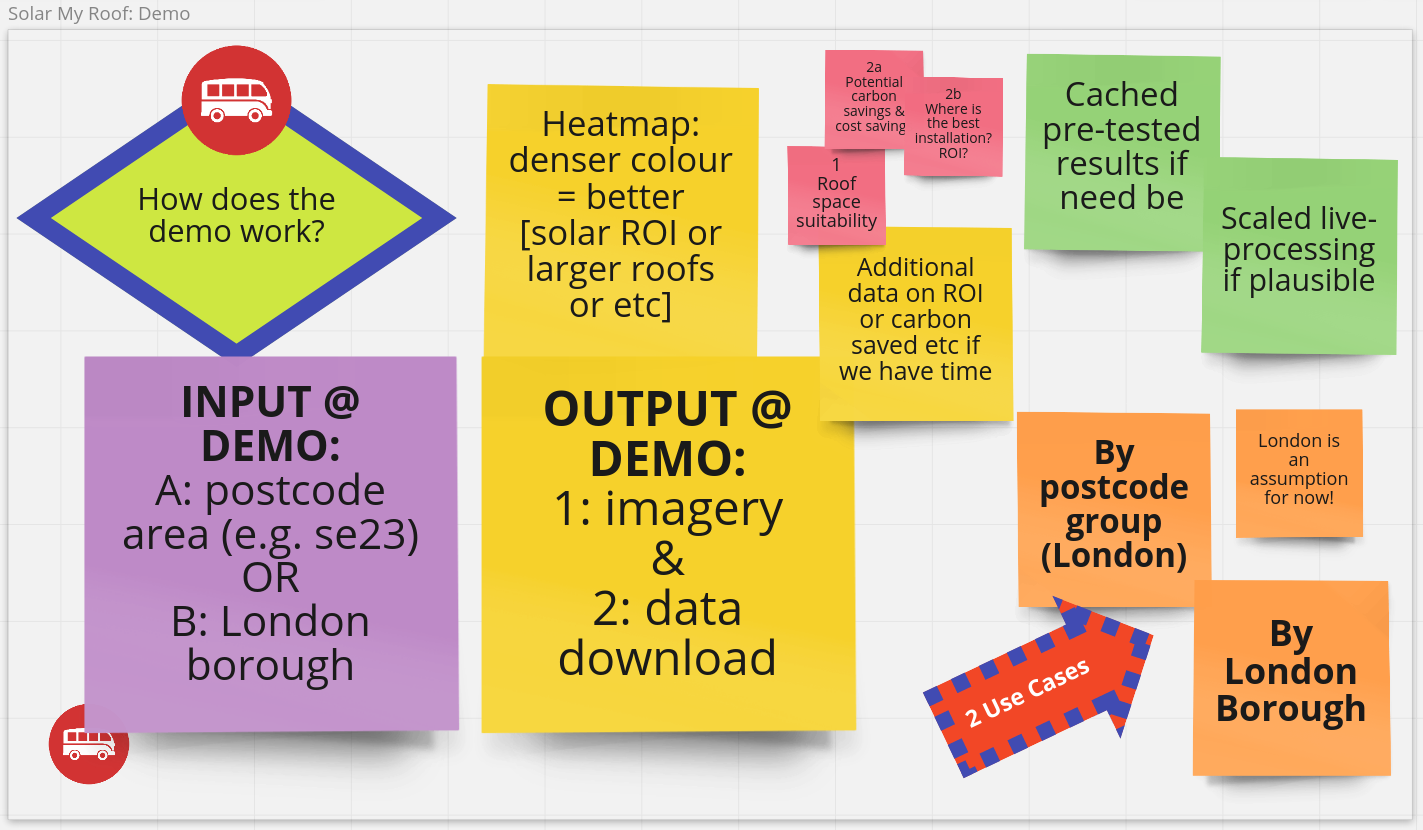 Solar My Roof: Demo
How does the
demo work?
Heatmap:
denser colour
= better
[solar ROI or
larger roofs
or etc]
2a
Potential
carbon
savings &
cost saving
2b
Where is
the best
installation?
ROI?
1
Roof
space
suitability
Additional
data on ROI
or carbon
saved etc if
we have time
Cached
pre-tested
results if
need be
Scaled live-
processing
if plausible
INPUT @
DEMO:
A: postcode
area (e.g. se23)
OR
B: London
borough
OUTPUT @
DEMO:
1: imagery
&
2: data
download
By
postcode
group
(London)
London is
an
assumption
for now!
2 Use Cases
By
London
Borough